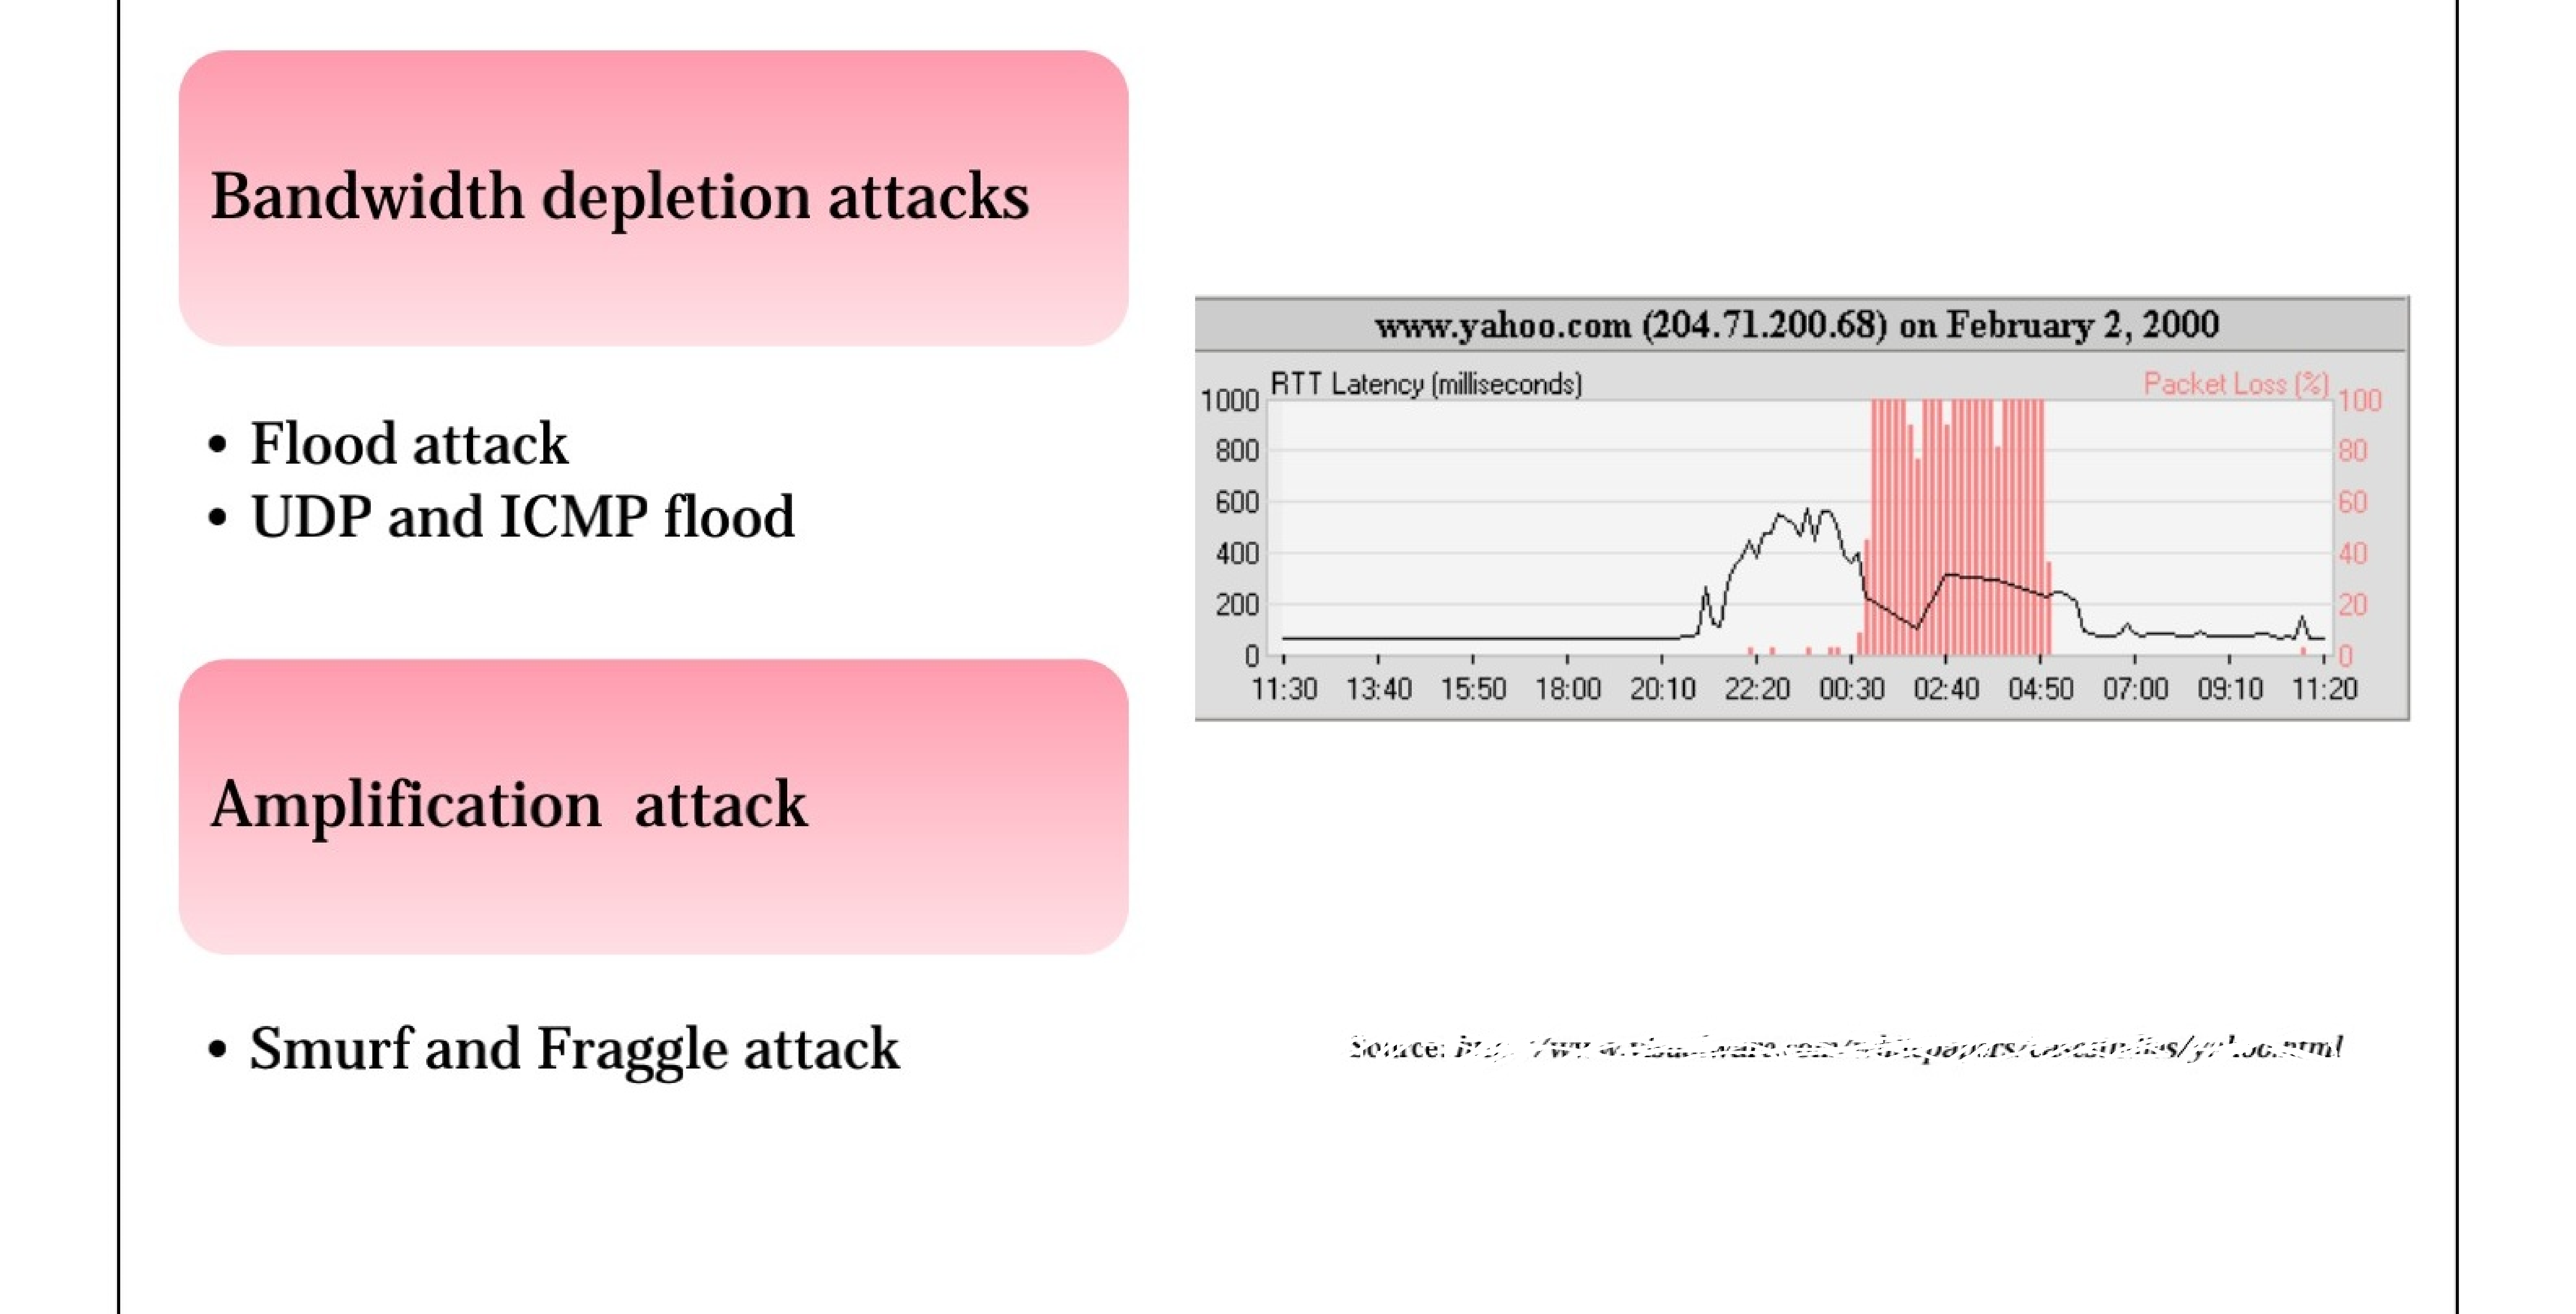 Bandwidth depletion attacks
• Flood attack
• UDP and ICMP flood
Amplification attack
• Smurf and Fraggle attack
www.yahoo.com (204.71.200.68) on February 2, 2000
RTT Latency (milliseconds)
Packet Loss (%)
1000
800
600
400
200
0
100
80
60
40
20
0
11:30 13:40 15:50 18:00 20:10 22:20 00:30 02:40 04:50 07:00 09:10 11:20
Source: